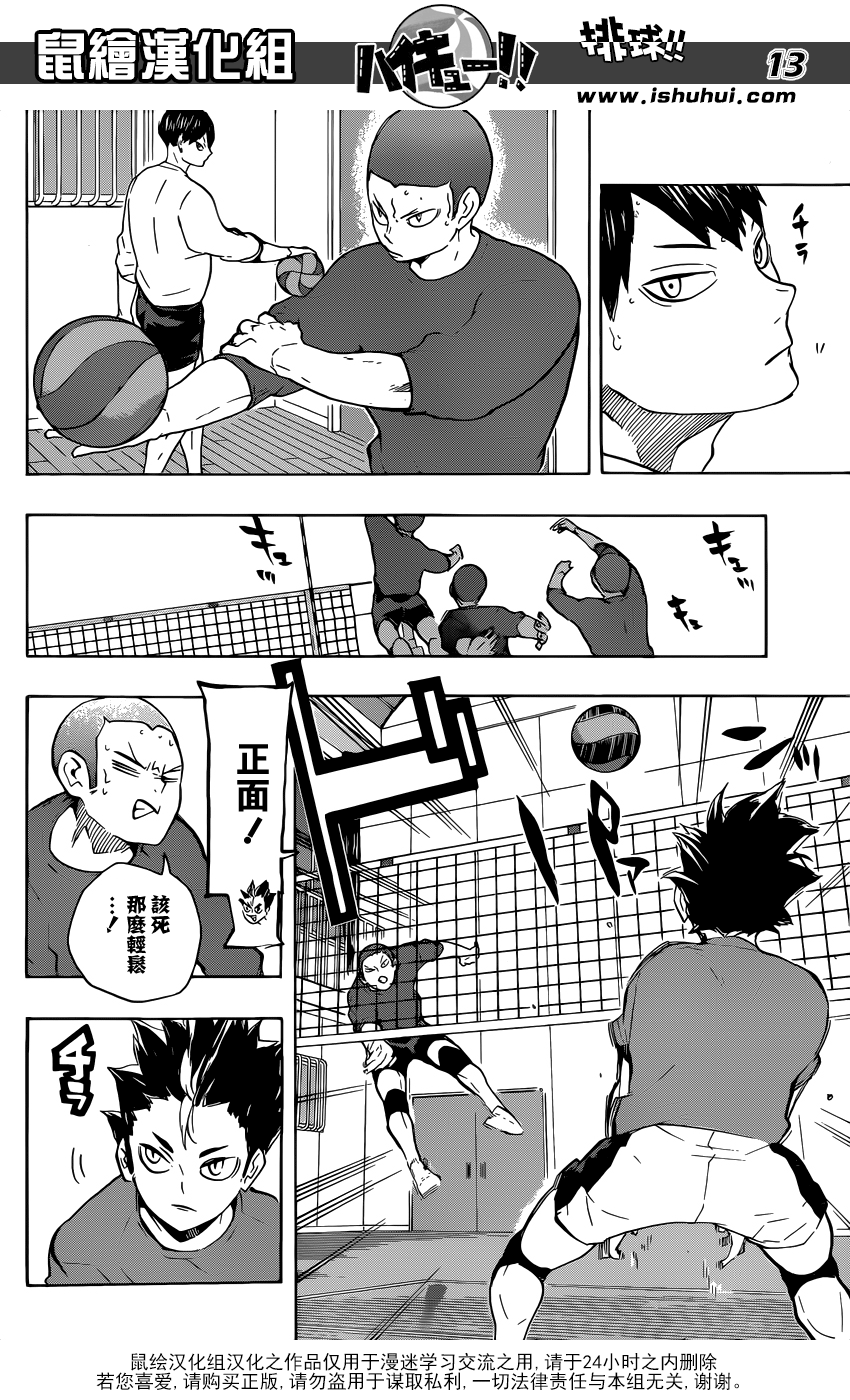 鼠繪漢化組
ハイキュー!!
排球!!
13
www.ishuhui.com
チラ
キュッ
キュッ
ド
パッ
正面！
該死
那麼輕鬆
…！
チラ
鼠绘汉化组汉化之作品仅用于漫迷学习交流之用,请于24小时之内删除
若您喜爱,请购买正版,请勿盗用于谋取私利,一切法律责任与本组无关,谢谢。